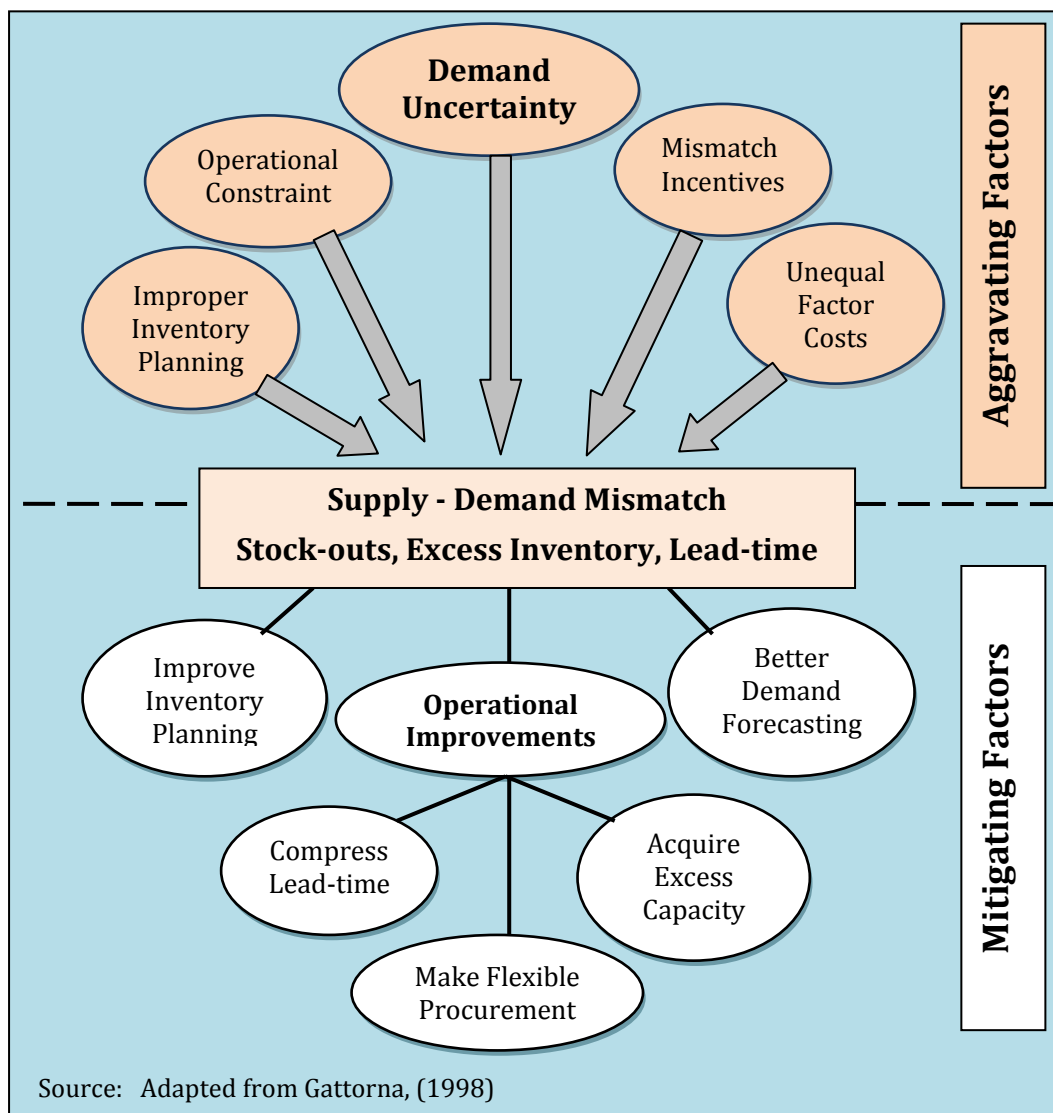 Demand
Uncertainty
Operational
Constraint
Mismatch
Incentives
Improper
Inventory
Planning
Unequal
Factor
Costs
Aggravating Factors
Supply - Demand Mismatch
Stock-outs, Excess Inventory, Lead-time
Improve
Inventory
Planning
Operational
Improvements
Better
Demand
Forecasting
Compress
Lead-time
Acquire
Excess
Capacity
Make Flexible
Procurement
Mitigating Factors
Source: Adapted from Gattorna, (1998)